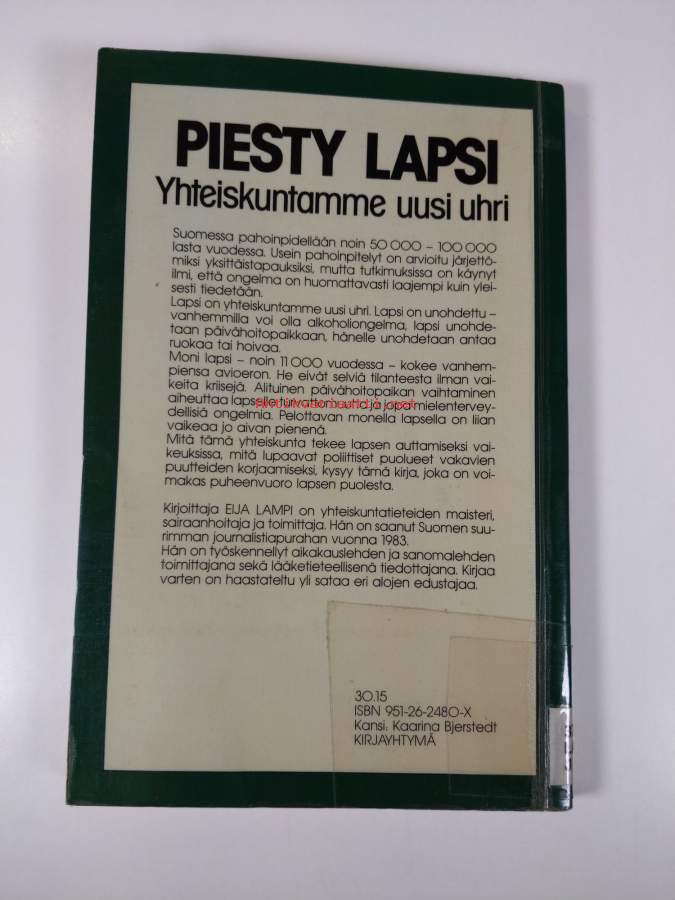 PIESTY LAPSI
Yhteiskuntamme uusi uhri
Suomessa pahoinpidellään noin 50 000 – 100 000
lasta vuodessa. Usein pahoinpitelyt on arvioitu järjettö-
miksi yksittäistapauksiksi, mutta tutkimuksissa on käynyt
ilmi, että ongelma on huomattavasti laajempi kuin ylei-
sesti tiedetään.
Lapsi on yhteiskuntamme uusi uhri. Lapsi on unohdettu –
vanhemmilla voi olla alkoholiongelma, lapsi unohde-
taan päivähoitopaikkaan, hänelle unohdetaan antaa
ruokaa tai hoivaa.
Moni lapsi – noin 11 000 vuodessa – kokee vanhem-
piensa avioeron. He eivät selviä tilanteesta ilman vai-
keita kriisejä. Alituinen päivähoitopaikan vaihtaminen
aiheuttaa lapselle turvattomuutta ja jopa mielentervey-
dellisiä ongelmia. Pelottavan monella lapsella on liian
vaikeaa jo aivan pienenä.
Mitä tämä yhteiskunta tekee lapsen auttamiseksi vai-
keuksissa, mitä lupaavat poliittiset puolueet vakavien
puutteiden korjaamiseksi, kysyy tämä kirja, joka on voi-
makas puheenvuoro lapsen puolesta.
Kirjoittaja EIJA LAMPI on yhteiskuntatieteiden maisteri,
sairaanhoitaja ja toimittaja. Hän on saanut Suomen suu-
rimman journalistiapurahan vuonna 1983.
Hän on työskennellyt aikakauslehden ja sanomalehden
toimittajana sekä lääketieteellisenä tiedottajana. Kirjaa
varten on haastateltu yli sataa eri alojen edustajaa.
30.15
ISBN 951-26-2480-X
Kansi: Kaarina Bjerstedt
KIRJAYHTYMÄ